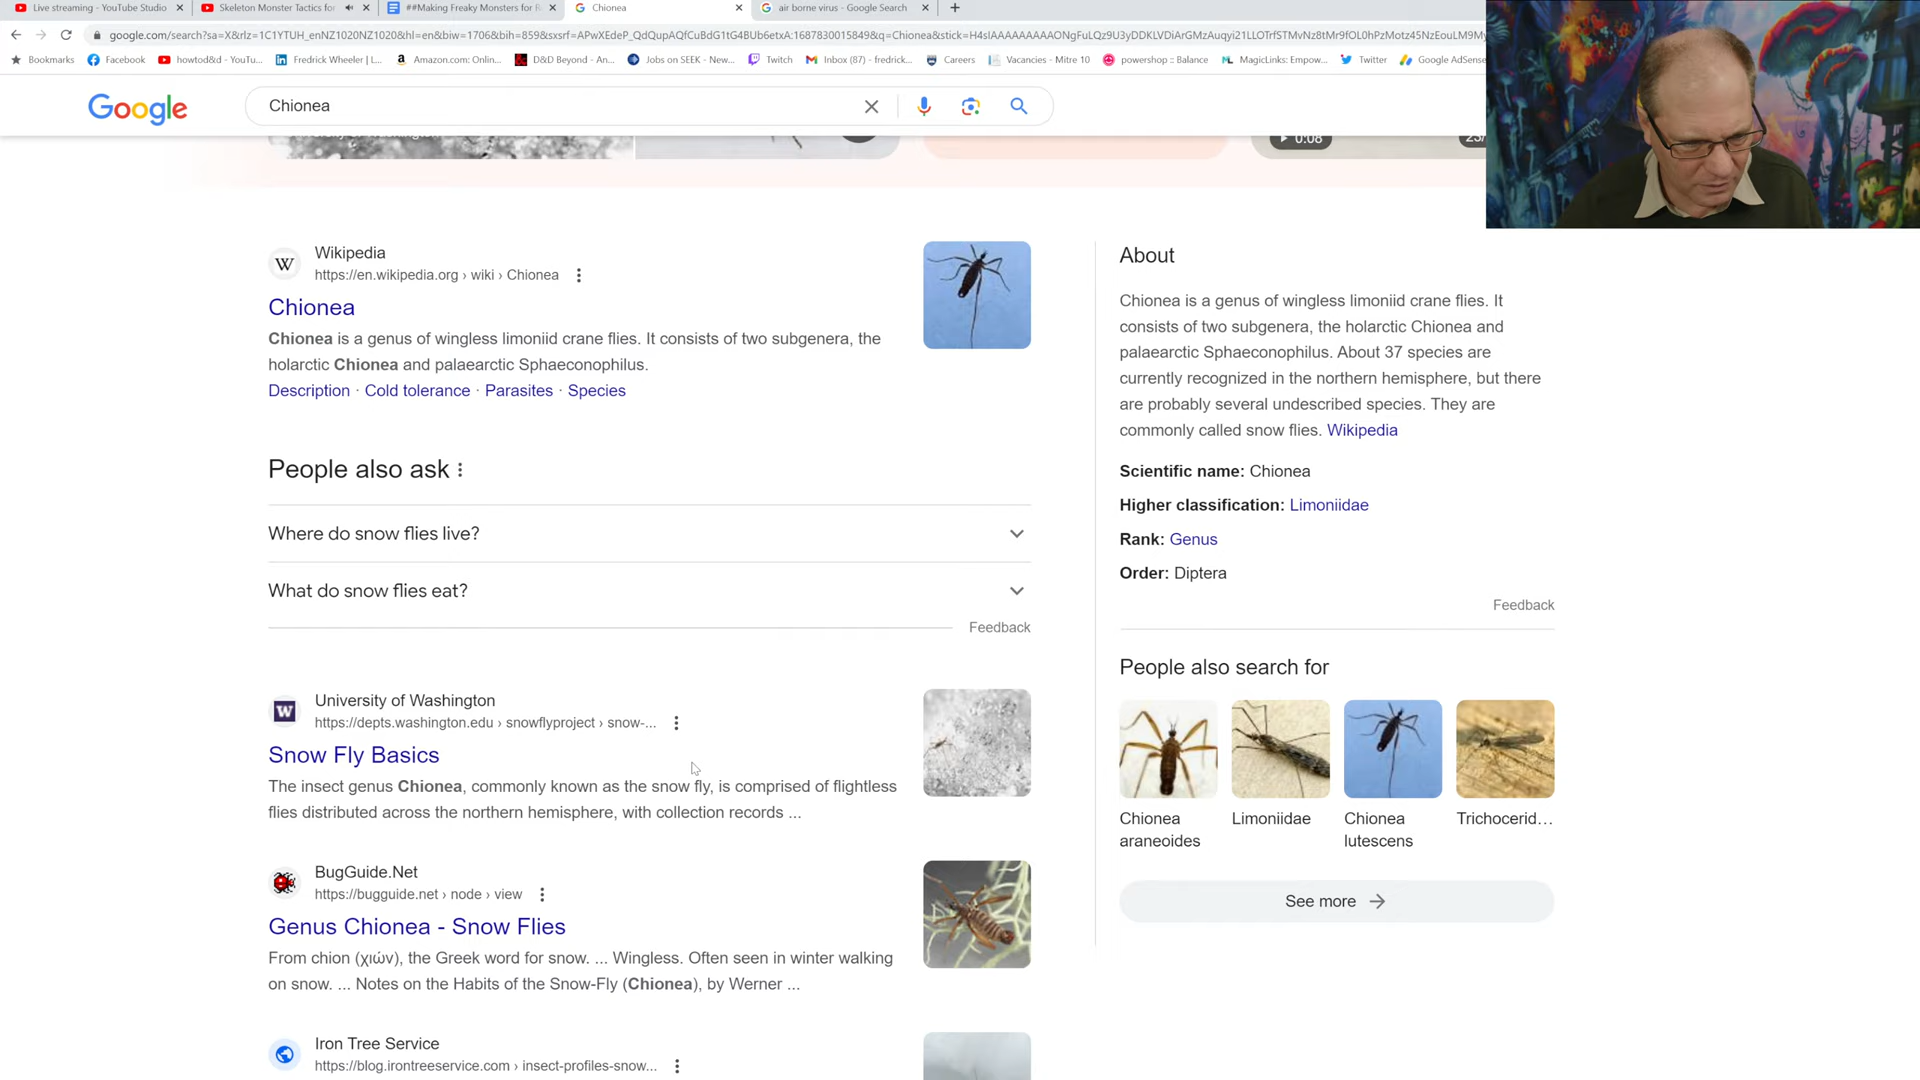 Live streaming - YouTube Studio
Skeleton Monster Tactics for
##Making Freaky Monsters for R
Chionea
air borne virus - Google Search
google.com/search?sa=X&rlz=1C1YTUH_enNZ1020NZ1020&hl=en&biw=1706&bih=859&sxsrf=
Bookmarks
Facebook
howtod&d - YouTu...
Fredrick Wheeler | L...
Amazon.com: Onlin...
D&D Beyond - An...
Jobs on SEEK - New...
Twitch
Inbox (87) - fredrick...
Careers
Vacancies - Mitre 10
powershop :: Balance
MagicLinks: Empow...
Twitter
Google AdSense
Google
Chionea
0:08
Wikipedia
https://en.wikipedia.org › wiki › Chionea
Chionea
Chionea is a genus of wingless limoniid crane flies. It consists of two subgenera, the
holarctic Chionea and palaearctic Sphaeconophilus.
Description · Cold tolerance · Parasites · Species
People also ask
Where do snow flies live?
What do snow flies eat?
Feedback
University of Washington
https://depts.washington.edu › snowflyproject › snow-...
Snow Fly Basics
The insect genus Chionea, commonly known as the snow fly, is comprised of flightless
flies distributed across the northern hemisphere, with collection records ...
BugGuide.Net
https://bugguide.net › node › view
Genus Chionea - Snow Flies
From chion (χιών), the Greek word for snow. ... Wingless. Often seen in winter walking
on snow. ... Notes on the Habits of the Snow-Fly (Chionea), by Werner ...
Iron Tree Service
https://blog.irontreeservice.com › insect-profiles-snow...
About
Chionea is a genus of wingless limoniid crane flies. It
consists of two subgenera, the holarctic Chionea and
palaearctic Sphaeconophilus. About 37 species are
currently recognized in the northern hemisphere, but there
are probably several undescribed species. They are
commonly called snow flies. Wikipedia
Scientific name: Chionea
Higher classification: Limoniidae
Rank: Genus
Order: Diptera
Feedback
People also search for
Chionea
araneoides
Limoniidae
Chionea
lutescens
Trichocerid...
See more